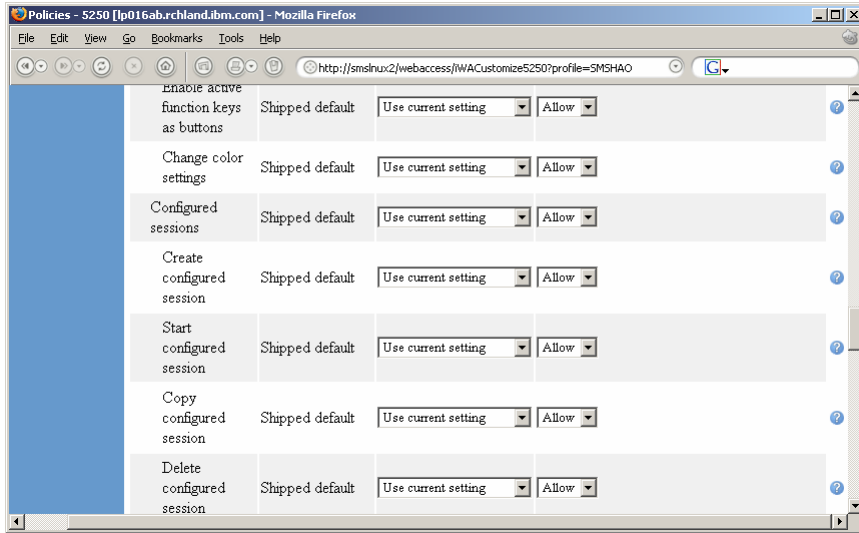 Policies - 5250 [lp016ab.rchland.ibm.com] - Mozilla Firefox
File Edit View Go Bookmarks Tools Help
http://smslnux2/webaccess/iWACustomize5250?profile=SMSHAO
G
Enable active
function keys
as buttons
Shipped default
Use current setting
Allow
?
Change color
settings
Shipped default
Use current setting
Allow
?
Configured
sessions
Shipped default
Use current setting
Allow
?
Create
configured
session
Shipped default
Use current setting
Allow
?
Start
configured
session
Shipped default
Use current setting
Allow
?
Copy
configured
session
Shipped default
Use current setting
Allow
?
Delete
configured
session
Shipped default
Use current setting
Allow
?